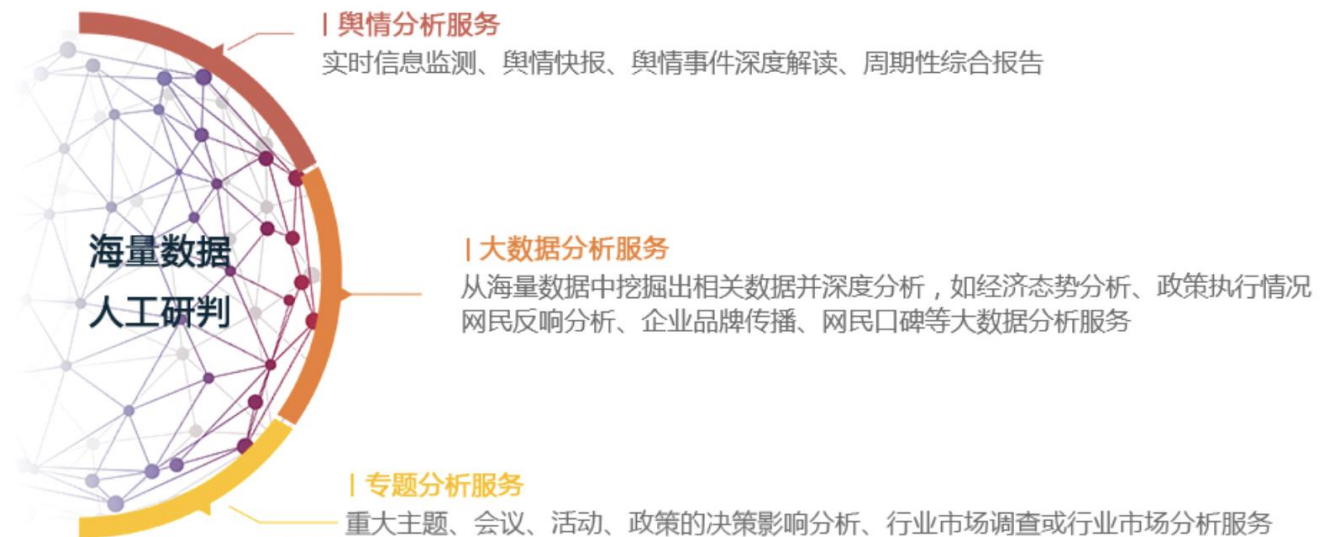 舆情分析服务
实时信息监测、舆情快报、舆情事件深度解读、周期性综合报告
海量数据
人工研判
大数据分析服务
从海量数据中挖掘出相关数据并深度分析，如经济态势分析、政策执行情况
网民反响分析、企业品牌传播、网民口碑等大数据分析服务
专题分析服务
重大主题、会议、活动、政策的决策影响分析、行业市场调查或行业市场分析服务